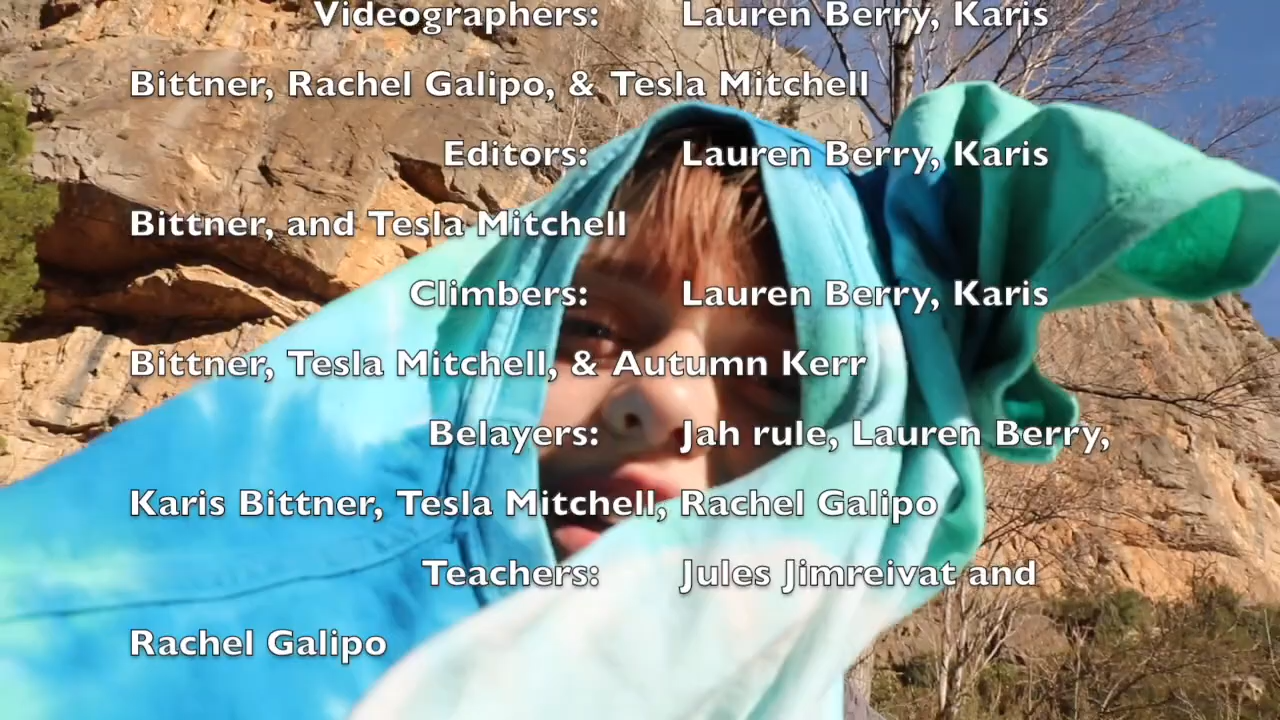 Videographers: Lauren Berry, Karis
Bittner, Rachel Galipo, & Tesla Mitchell
Editors: Lauren Berry, Karis
Bittner, and Tesla Mitchell
Climbers: Lauren Berry, Karis
Bittner, Tesla Mitchell, & Autumn Kerr
Belayers: Jah rule, Lauren Berry,
Karis Bittner, Tesla Mitchell, Rachel Galipo
Teachers: Jules Jimreivat and
Rachel Galipo